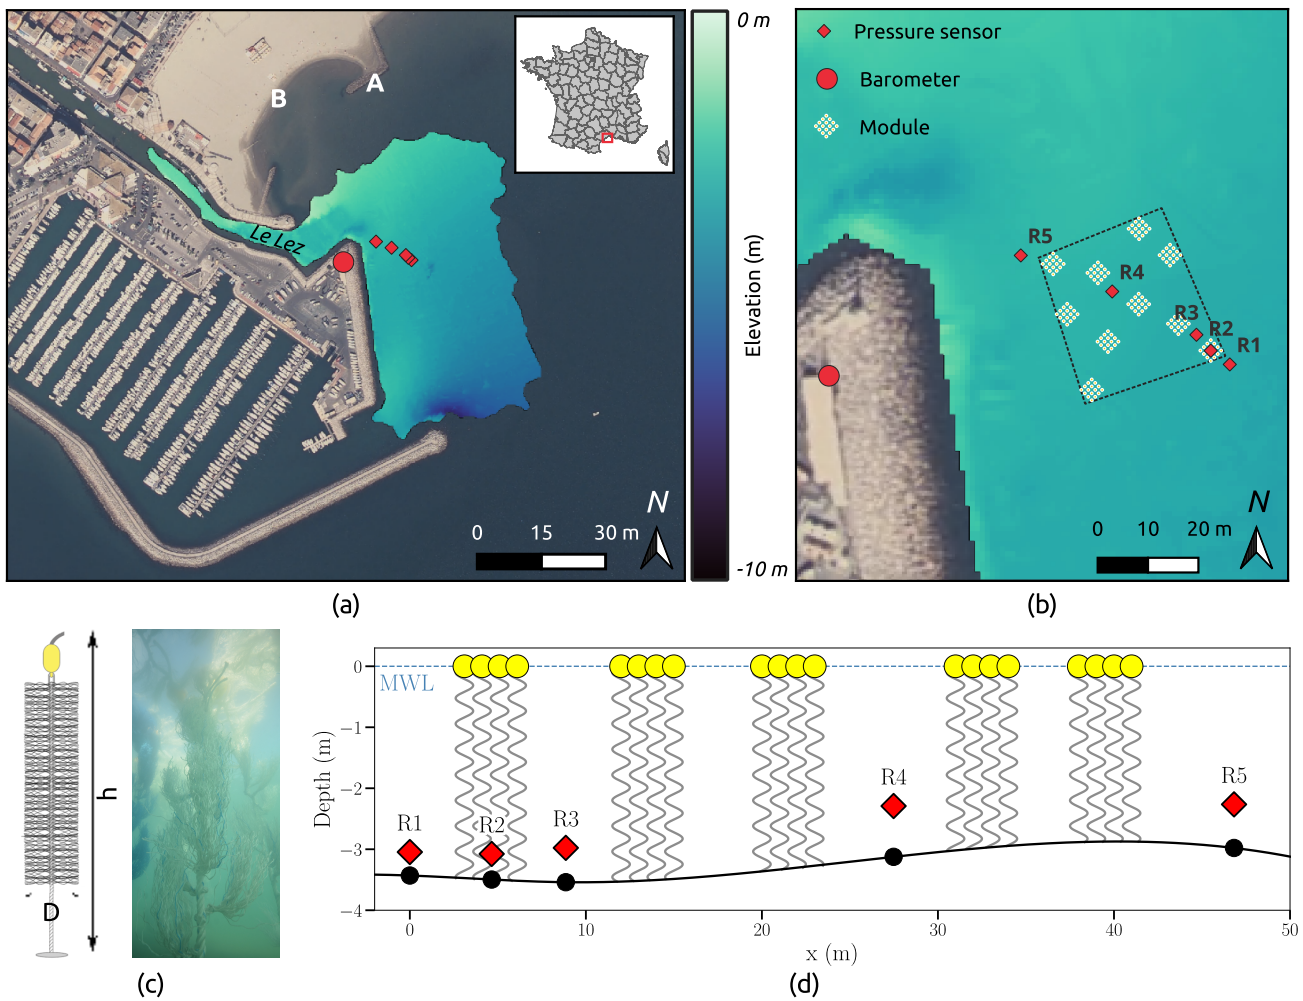 A
B
Le Lez
N
0 15 30 m
(a)
0 m
Elevation (m)
-10 m
Pressure sensor
Barometer
Module
R5
R4
R3
R2
R1
N
0 10 20 m
(b)
h
D
(c)
0
MWL
−1
−2
−3
−4
Depth (m)
R1
R2
R3
R4
R5
0 10 20 30 40 50
x (m)
(d)